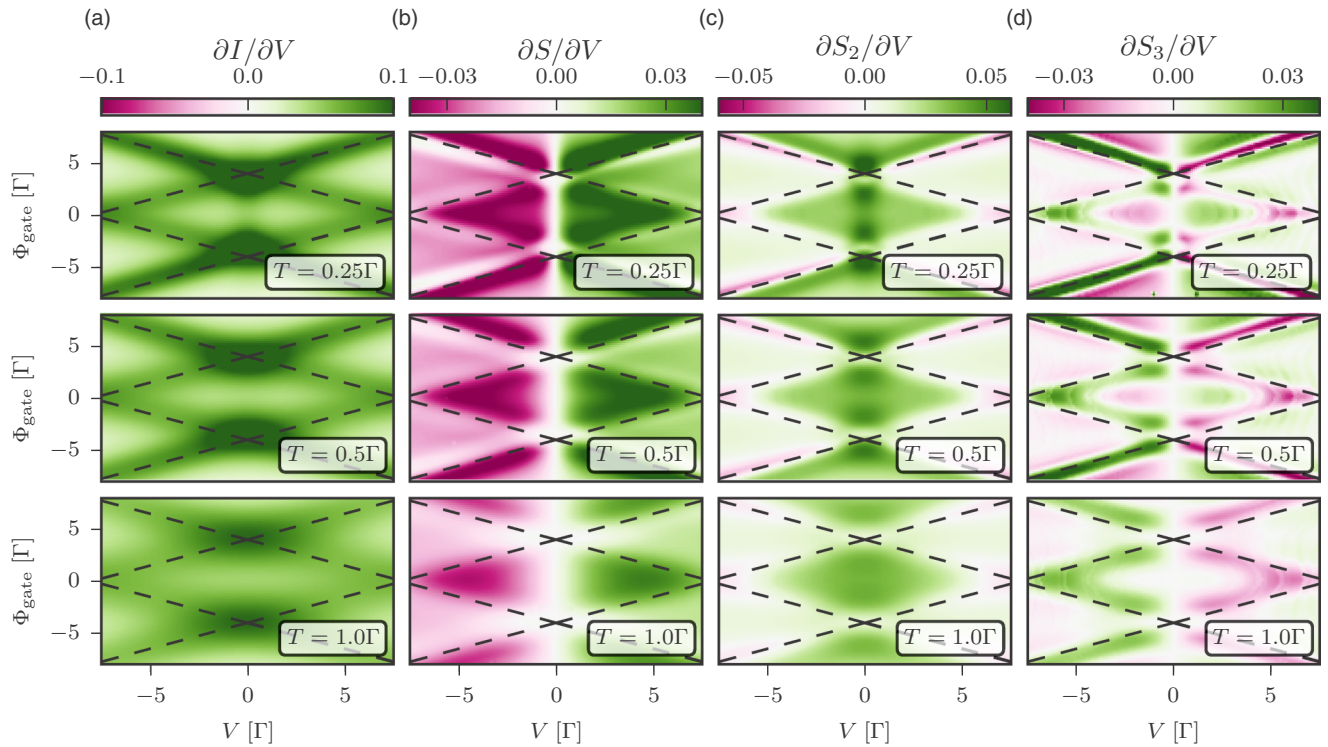 (a) (b) (c) (d)
∂I/∂V ∂S/∂V ∂S₂/∂V ∂S₃/∂V
−0.1 0.0 0.1 −0.03 0.00 0.03 −0.05 0.00 0.05 −0.03 0.00 0.03
Φgate [Γ]
5
0
−5
T = 0.25Γ T = 0.25Γ T = 0.25Γ T = 0.25Γ
Φgate [Γ]
5
0
−5
T = 0.5Γ T = 0.5Γ T = 0.5Γ T = 0.5Γ
Φgate [Γ]
5
0
−5
T = 1.0Γ T = 1.0Γ T = 1.0Γ T = 1.0Γ
−5 0 5 −5 0 5 −5 0 5 −5 0 5
V [Γ] V [Γ] V [Γ] V [Γ]